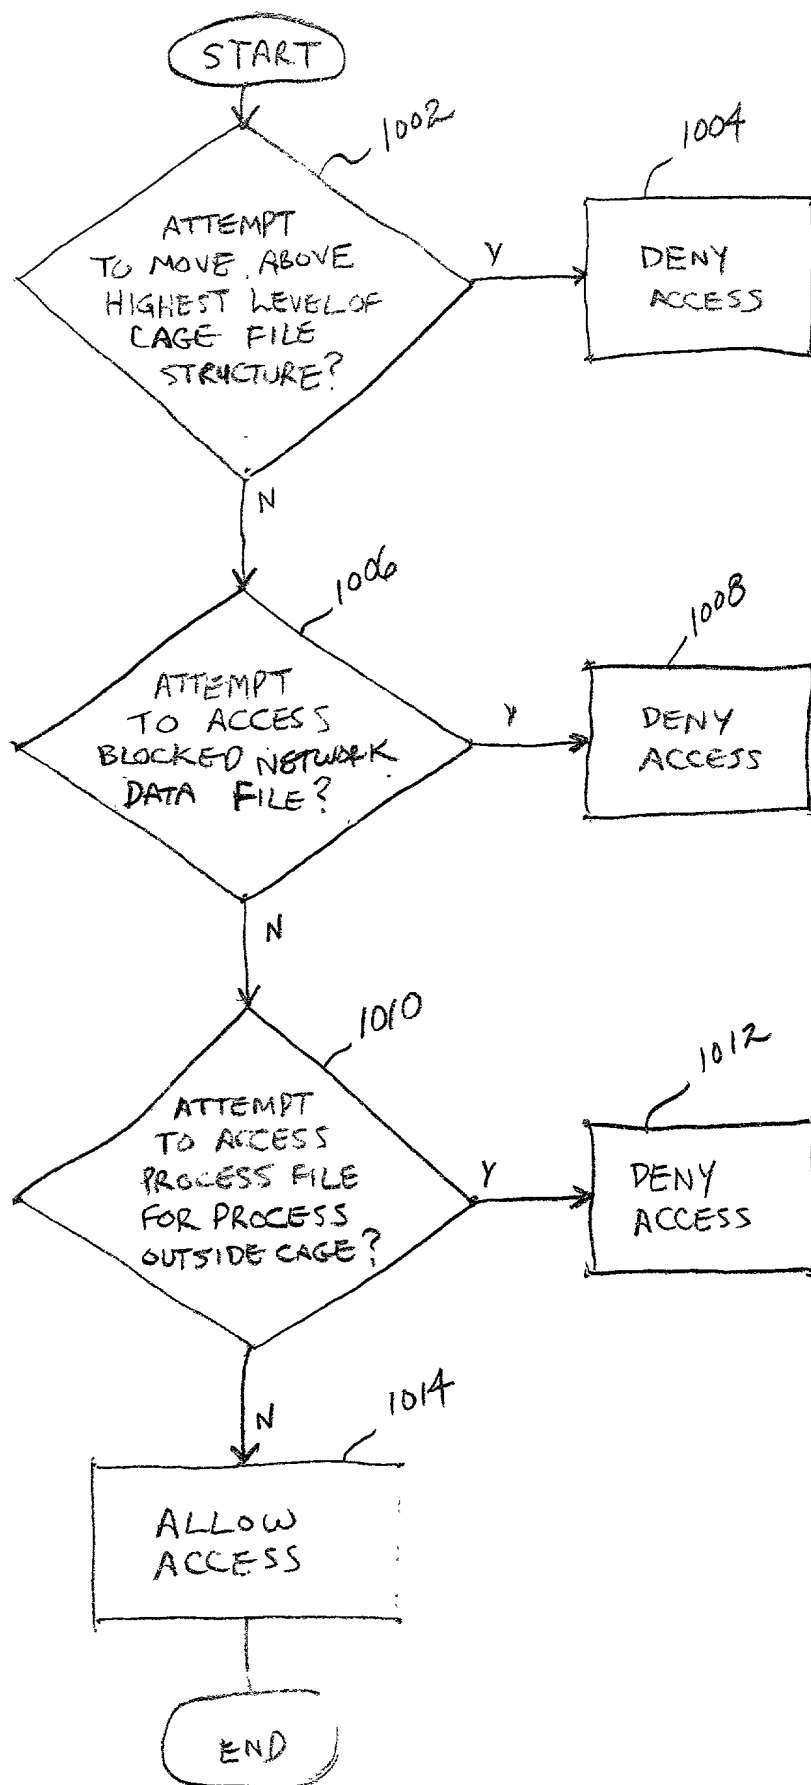 START
1002
ATTEMPT
TO MOVE ABOVE
HIGHEST LEVEL OF
CAGE FILE
STRUCTURE?
Y
1004
DENY
ACCESS
N
1006
ATTEMPT
TO ACCESS
BLOCKED NETWORK
DATA FILE?
Y
1008
DENY
ACCESS
N
1010
ATTEMPT
TO ACCESS
PROCESS FILE
FOR PROCESS
OUTSIDE CAGE?
Y
1012
DENY
ACCESS
N
1014
ALLOW
ACCESS
END